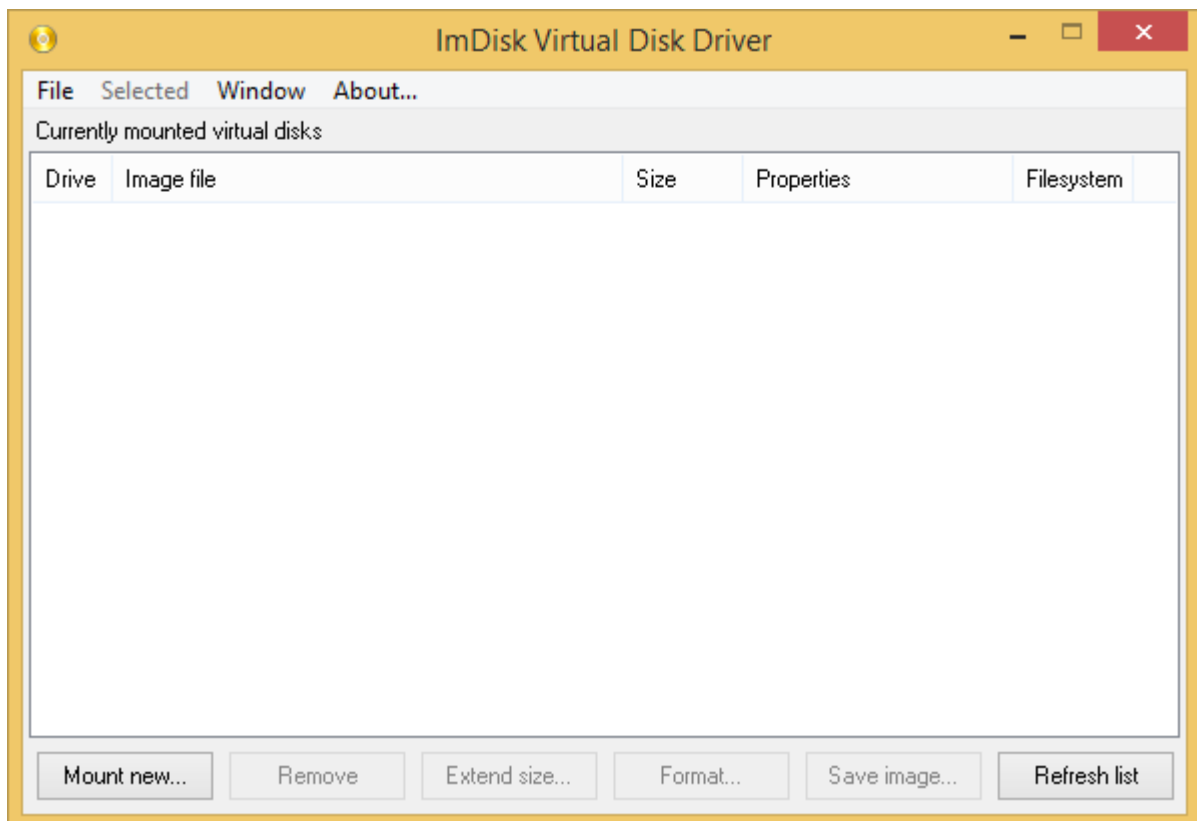 ImDisk Virtual Disk Driver
File Selected Window About...
Currently mounted virtual disks
Drive Image file Size Properties Filesystem
Mount new... Remove Extend size... Format... Save image... Refresh list